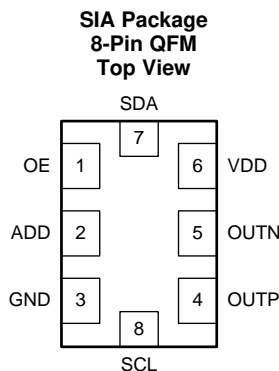 SIA Package
8-Pin QFM
Top View
SDA
7
OE 1 6 VDD
ADD 2 5 OUTN
GND 3 4 OUTP
8
SCL